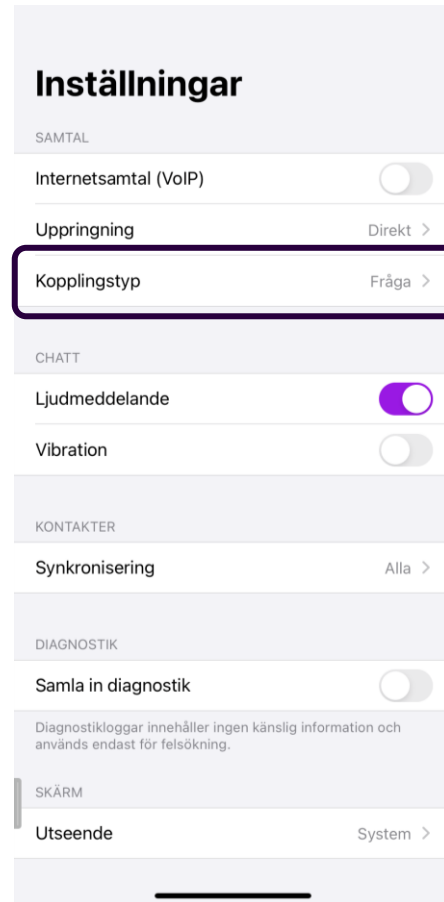 Inställningar
SAMTAL
Internetsamtal (VoIP)
Uppringning Direkt
Kopplingstyp Fråga
CHATT
Ljudmeddelande
Vibration
KONTAKTER
Synkronisering Alla
DIAGNOSTIK
Samla in diagnostik
Diagnostikloggar innehåller ingen känslig information och
används endast för felsökning.
SKÄRM
Utseende System